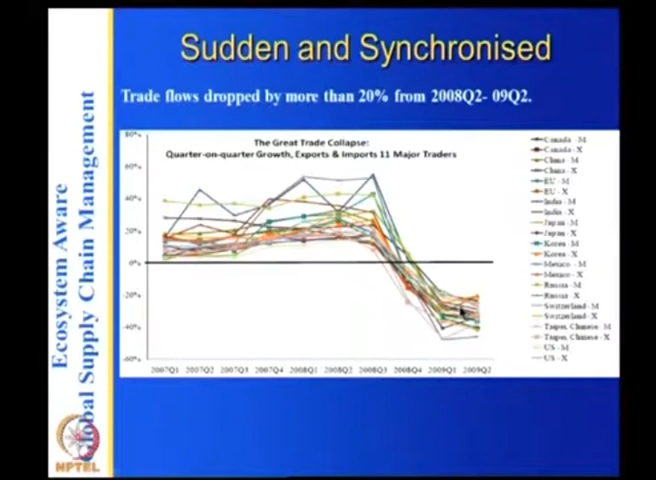 Sudden and Synchronised
Trade flows dropped by more than 20% from 2008Q2- 09Q2.
Ecosystem Aware
Global Supply Chain Management
The Great Trade Collapse:
Quarter-on-quarter Growth, Exports & Imports 11 Major Traders
80%
60%
40%
20%
0%
-20%
-40%
-60%
2007Q1 2007Q2 2007Q3 2007Q4 2008Q1 2008Q2 2008Q3 2008Q4 2009Q1 2009Q2
Canada - M
Canada - X
China - M
China - X
EU - M
EU - X
India - M
India - X
Japan - M
Japan - X
Korea - M
Korea - X
Mexico - M
Mexico - X
Russia - M
Russia - X
Switzerland - M
Switzerland - X
Taipei, Chinese - M
Taipei, Chinese - X
US - M
US - X
NPTEL